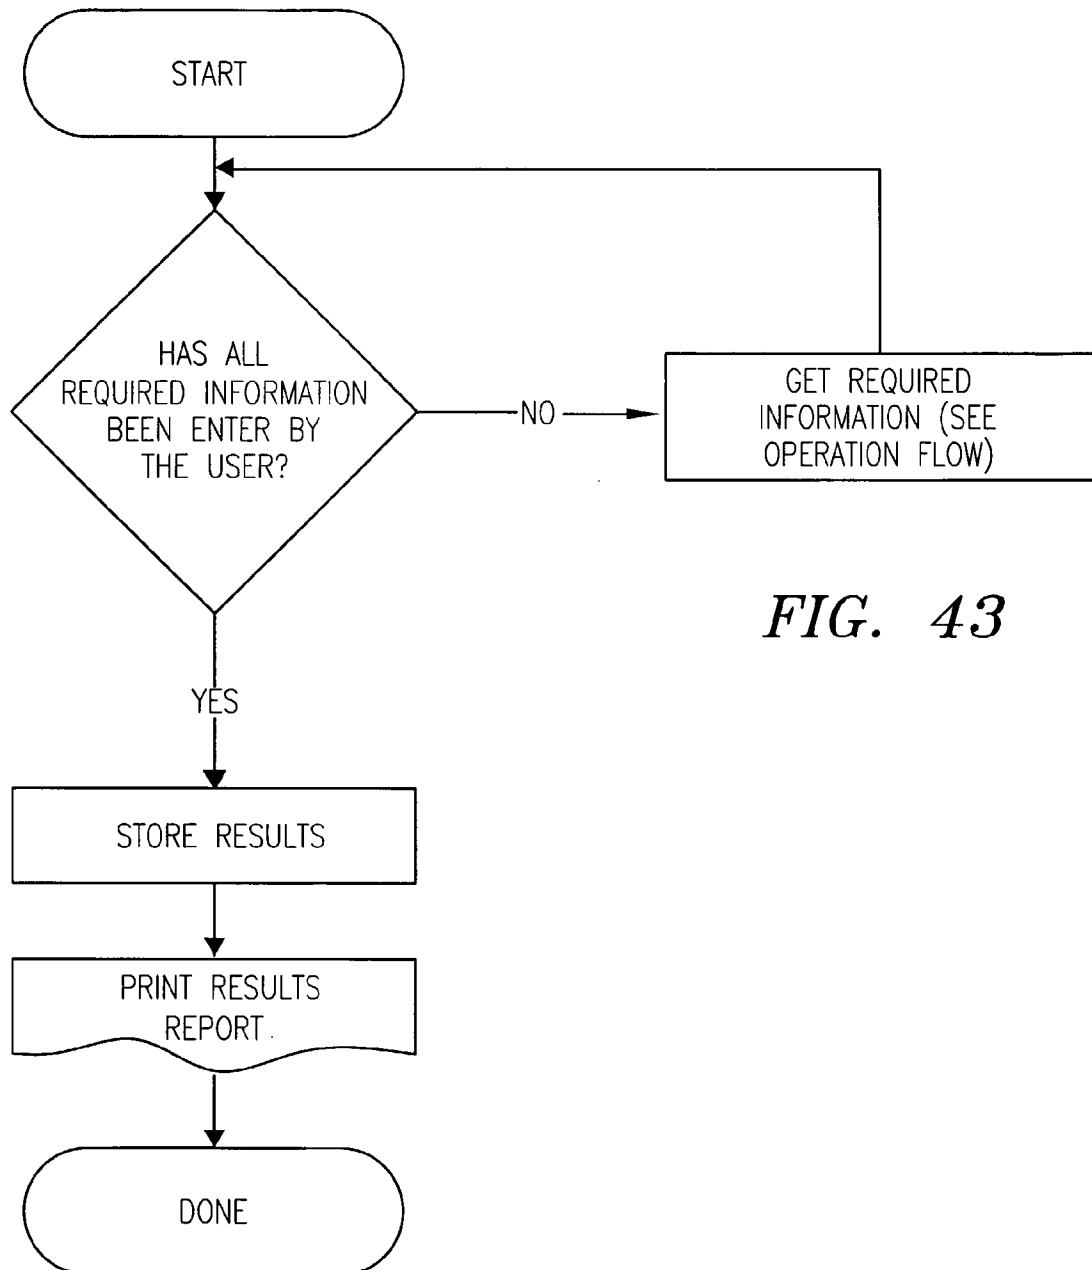 START
HAS ALL
REQUIRED INFORMATION
BEEN ENTER BY
THE USER?
NO
GET REQUIRED
INFORMATION (SEE
OPERATION FLOW)
FIG. 43
YES
STORE RESULTS
PRINT RESULTS
REPORT.
DONE